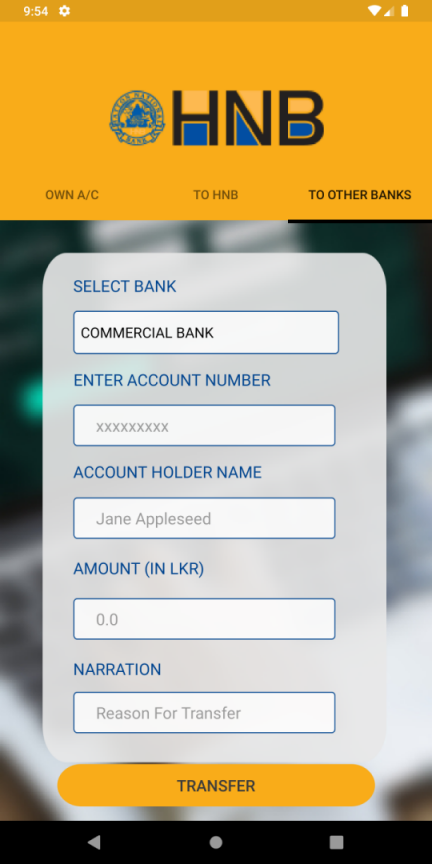 9:54
HNB
OWN A/C
TO HNB
TO OTHER BANKS
SELECT BANK
COMMERCIAL BANK
ENTER ACCOUNT NUMBER
xxxxxxxxx
ACCOUNT HOLDER NAME
Jane Appleseed
AMOUNT (IN LKR)
0.0
NARRATION
Reason For Transfer
TRANSFER